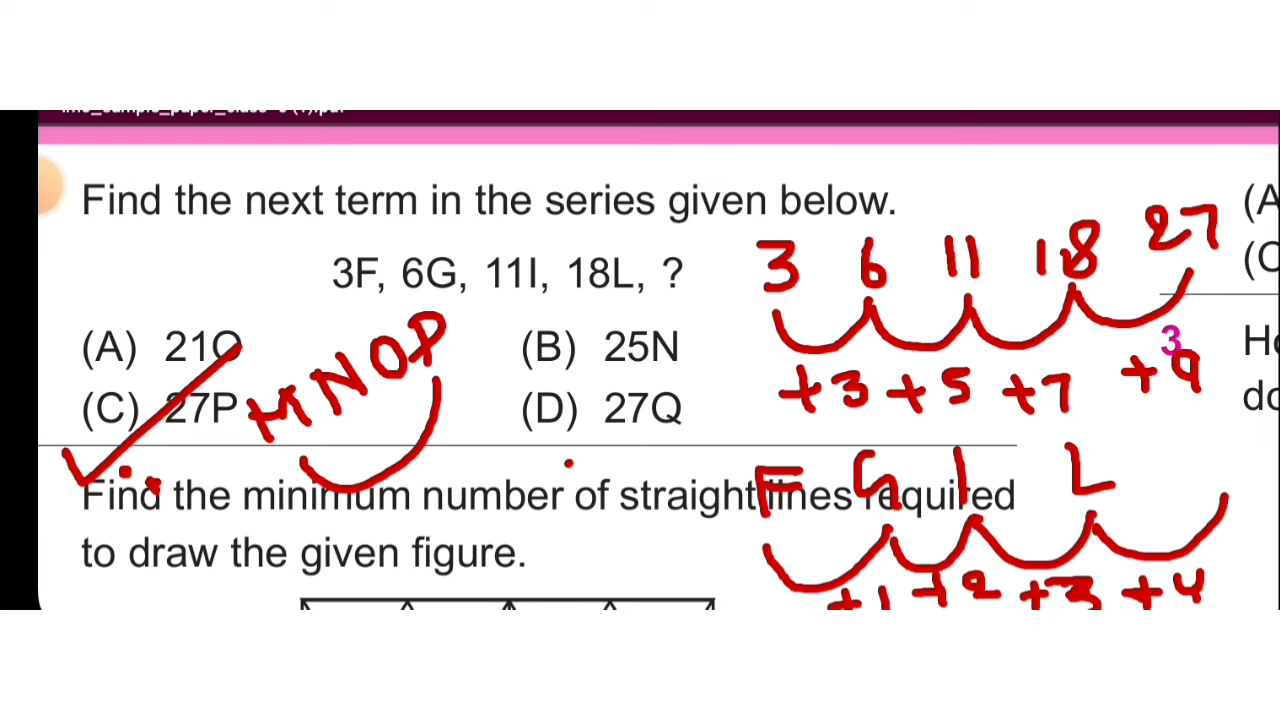 Find the next term in the series given below.
3F, 6G, 11I, 18L, ?
(A) 21O (B) 25N
(C) 27P (D) 27Q
MNOP
3 6 11 18 27
+3 +5 +7 +9
F G I L
+1 +2 +3 +4
Find the minimum number of straight lines required
to draw the given figure.
(A
(C
3